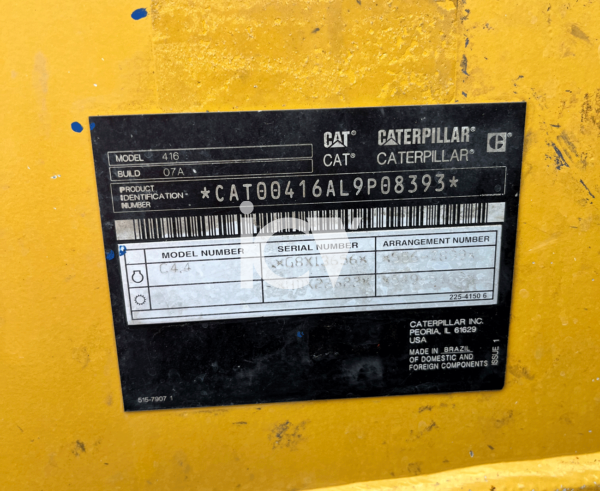 CAT CATERPILLAR C
CAT® CATERPILLAR®
MODEL 416
BUILD 07A
PRODUCT IDENTIFICATION NUMBER *CAT00416AL9P08393*
MODEL NUMBER SERIAL NUMBER ARRANGEMENT NUMBER
C4.4
225-4150 6
CATERPILLAR INC.
PEORIA, IL 61629
USA
MADE IN BRAZIL
OF DOMESTIC AND
FOREIGN COMPONENTS
ISSUE 1
515-7907 1